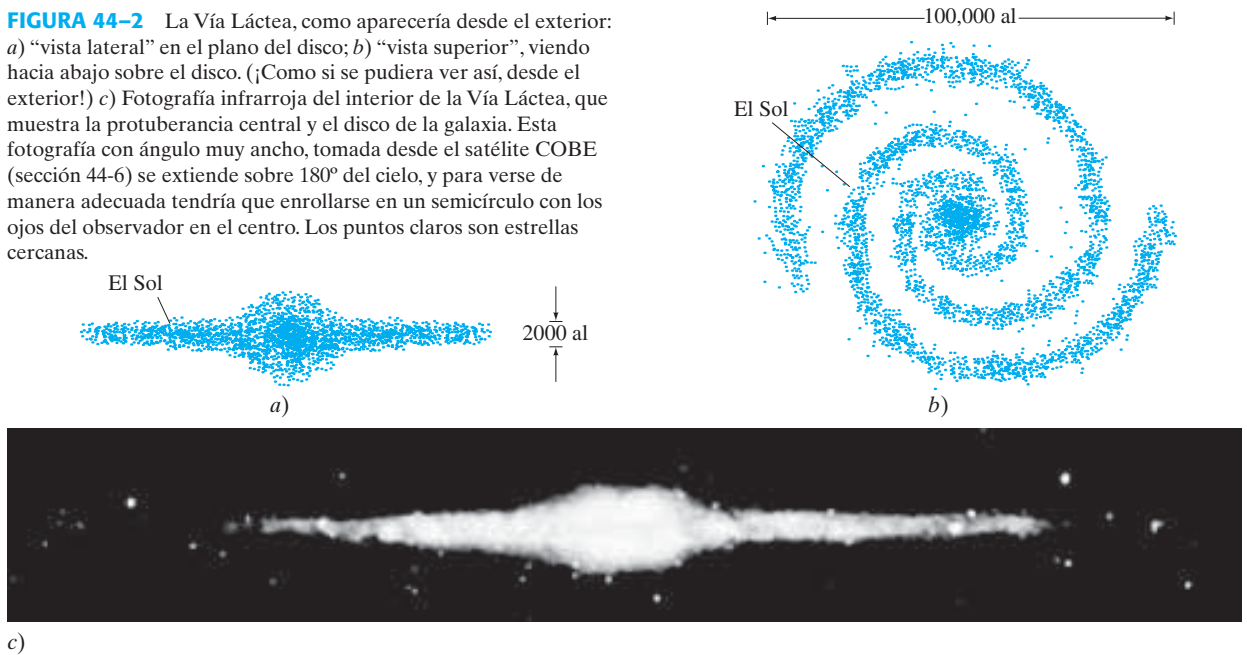 FIGURA 44–2 La Vía Láctea, como aparecería desde el exterior:
a) “vista lateral” en el plano del disco; b) “vista superior”, viendo
hacia abajo sobre el disco. (¡Como si se pudiera ver así, desde el
exterior!) c) Fotografía infrarroja del interior de la Vía Láctea, que
muestra la protuberancia central y el disco de la galaxia. Esta
fotografía con ángulo muy ancho, tomada desde el satélite COBE
(sección 44-6) se extiende sobre 180º del cielo, y para verse de
manera adecuada tendría que enrollarse en un semicírculo con los
ojos del observador en el centro. Los puntos claros son estrellas
cercanas.
El Sol
2000 al
a)
100,000 al
El Sol
b)
c)